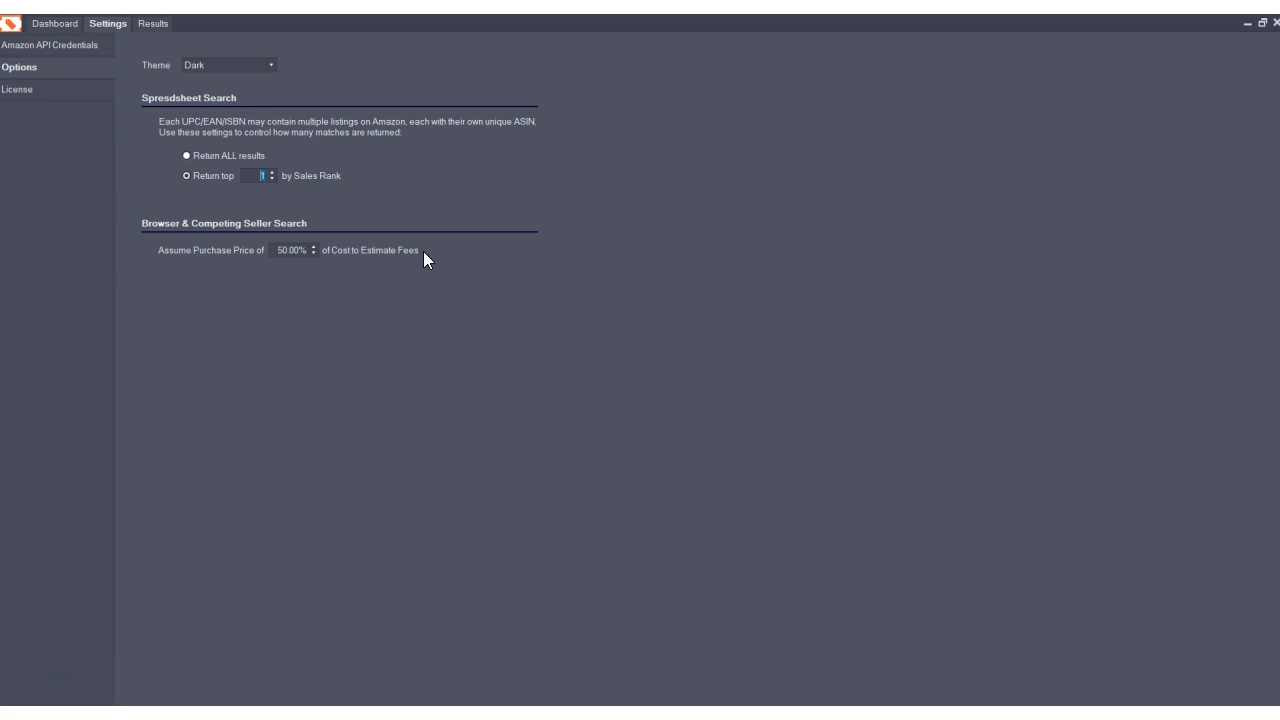 Dashboard Settings Results
Amazon API Credentials
Options
License
Theme Dark
Spresdsheet Search
Each UPC/EAN/ISBN may contain multiple listings on Amazon, each with their own unique ASIN.
Use these settings to control how many matches are returned:
Return ALL results
Return top 1 by Sales Rank
Browser & Competing Seller Search
Assume Purchase Price of 50.00% of Cost to Estimate Fees